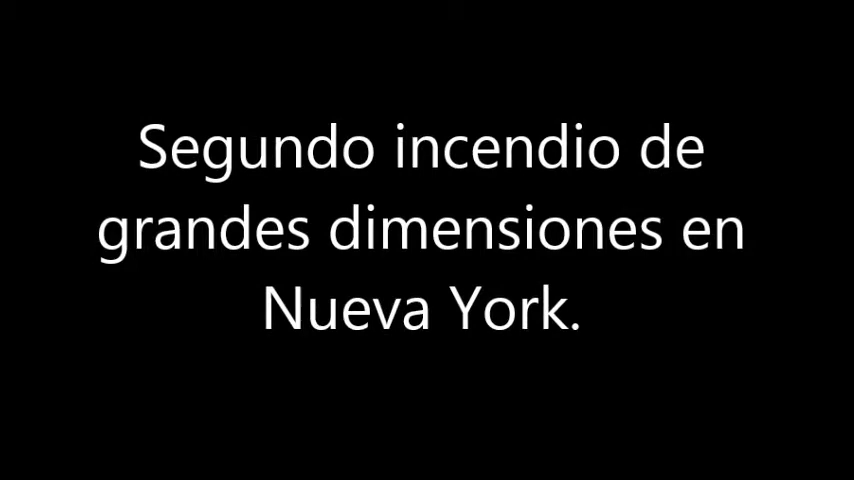 Segundo incendio de
grandes dimensiones en
Nueva York.